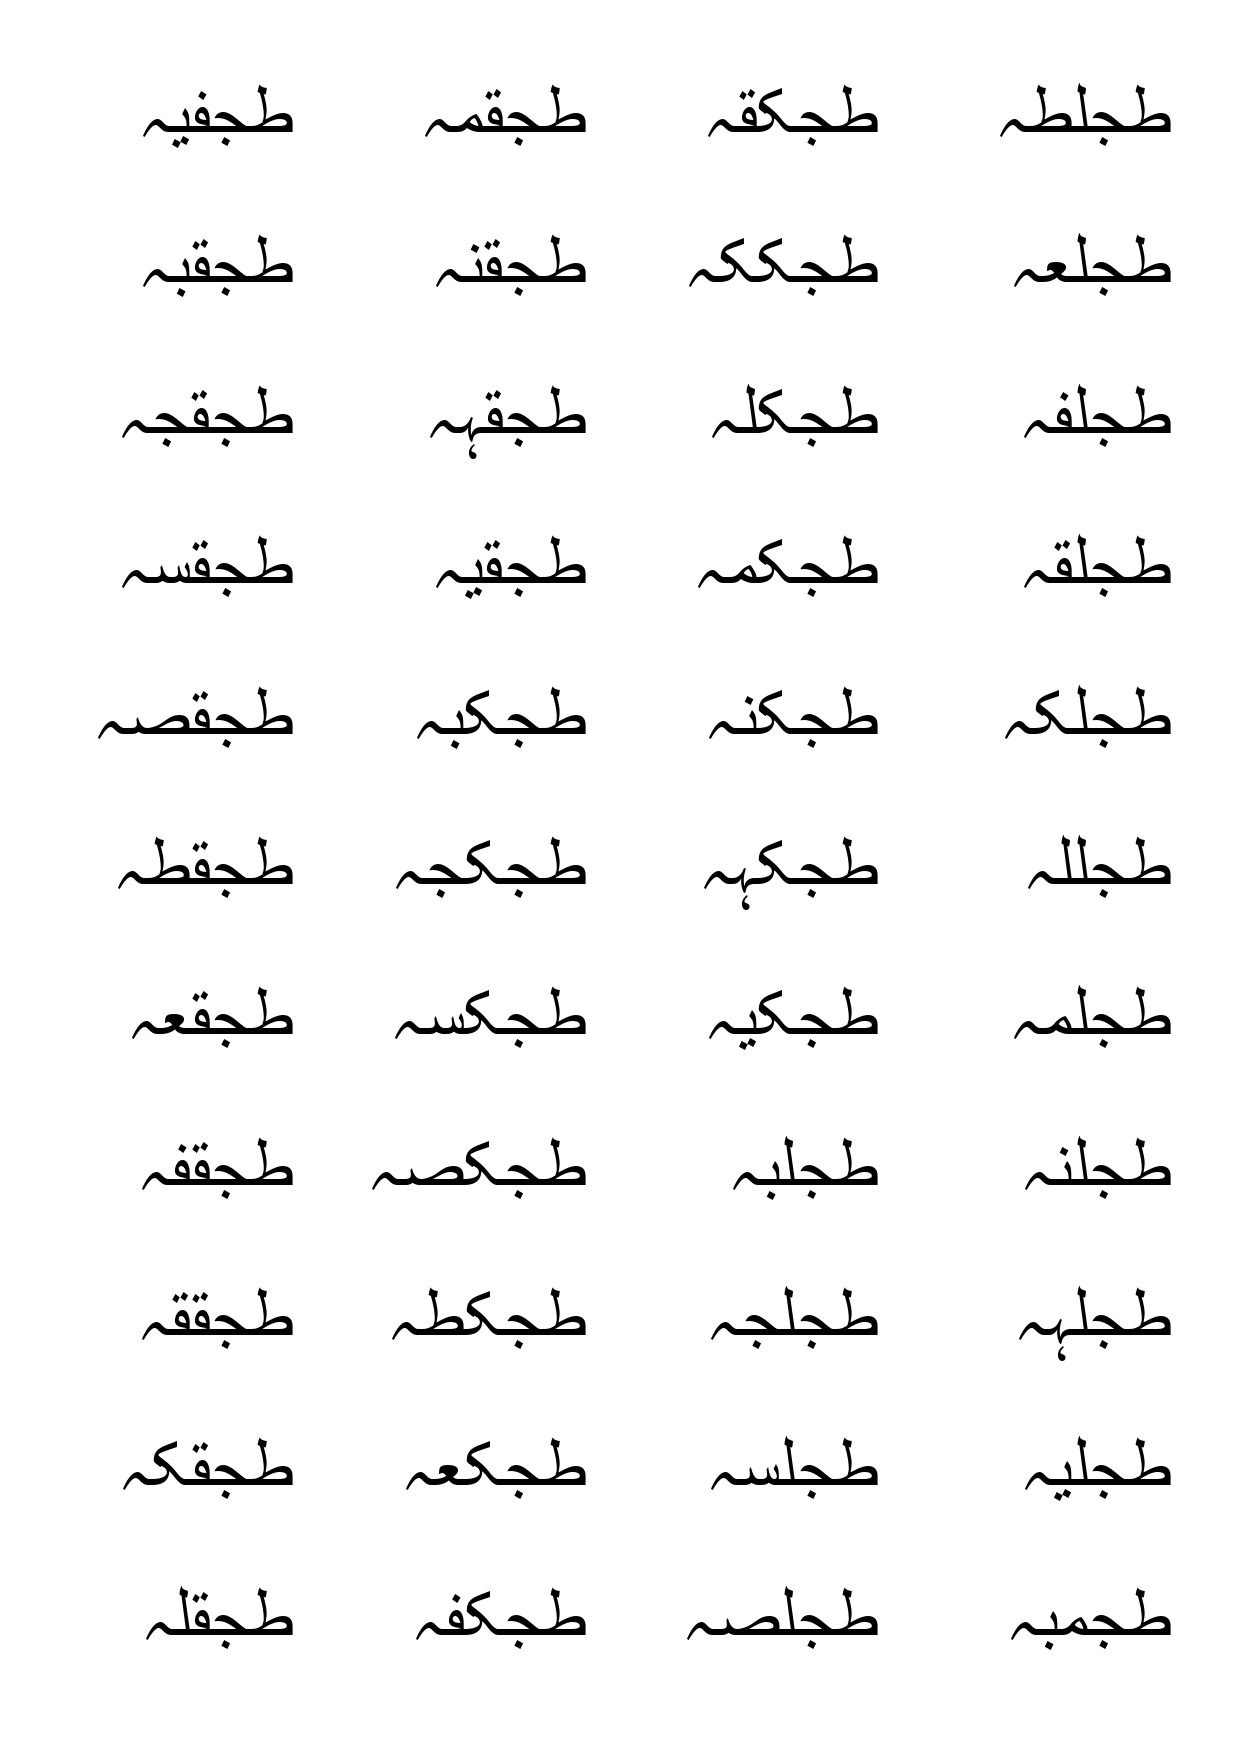 طجلطہ طجکقہ طجقمہ طجفیہ
طجلعہ طجککہ طجقنہ طجقبہ
طجلفہ طجکلہ طجقہہ طجقجہ
طجلقہ طجکمہ طجقیہ طجقسہ
طجلکہ طجکنہ طجکبہ طجقصہ
طجللہ طجکہہ طجکجہ طجقطہ
طجلمہ طجکیہ طجکسہ طجقعہ
طجلنہ طجلبہ طجکصہ طجقفہ
طجلہہ طجلجہ طجکطہ طجققہ
طجلیہ طجلسہ طجکعہ طجقکہ
طجمبہ طجلصہ طجکفہ طجقلہ